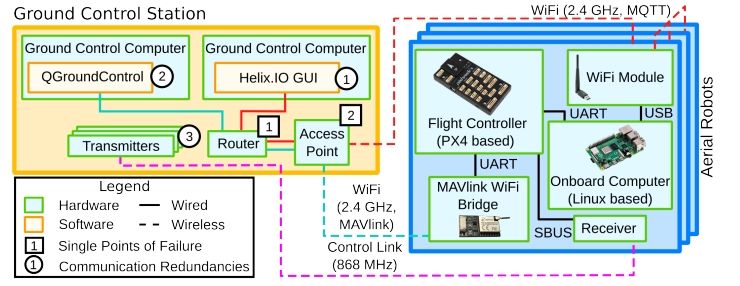 Ground Control Station
Ground Control Computer
QGroundControl
2
Ground Control Computer
Helix.IO GUI
1
Transmitters
3
Router
1
Access
Point
2
WiFi (2.4 GHz, MQTT)
Flight Controller
(PX4 based)
WiFi Module
UART
USB
Onboard Computer
(Linux based)
UART
MAVlink WiFi
Bridge
SBUS
Receiver
Aerial Robots
WiFi
(2.4 GHz,
MAVlink)
Control Link
(868 MHz)
Legend
Hardware
Wired
Software
Wireless
1
Single Points of Failure
1
Communication Redundancies